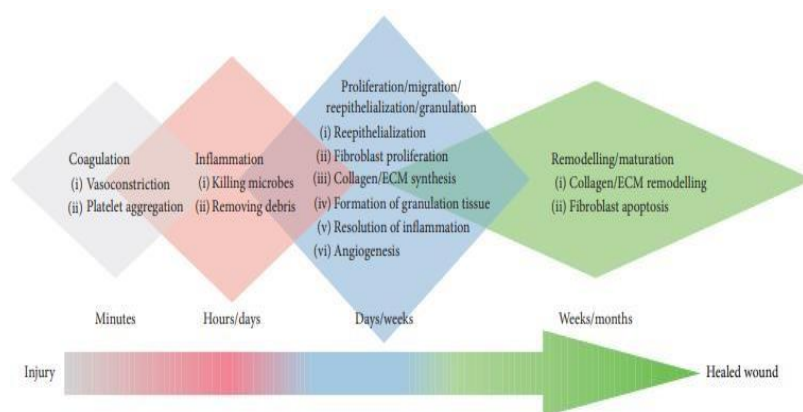 Coagulation
(i) Vasoconstriction
(ii) Platelet aggregation
Inflammation
(i) Killing microbes
(ii) Removing debris
Proliferation/migration/
reepithelialization/granulation
(i) Reepithelialization
(ii) Fibroblast proliferation
(iii) Collagen/ECM synthesis
(iv) Formation of granulation tissue
(v) Resolution of inflammation
(vi) Angiogenesis
Remodelling/maturation
(i) Collagen/ECM remodelling
(ii) Fibroblast apoptosis
Minutes
Hours/days
Days/weeks
Weeks/months
Injury
Healed wound